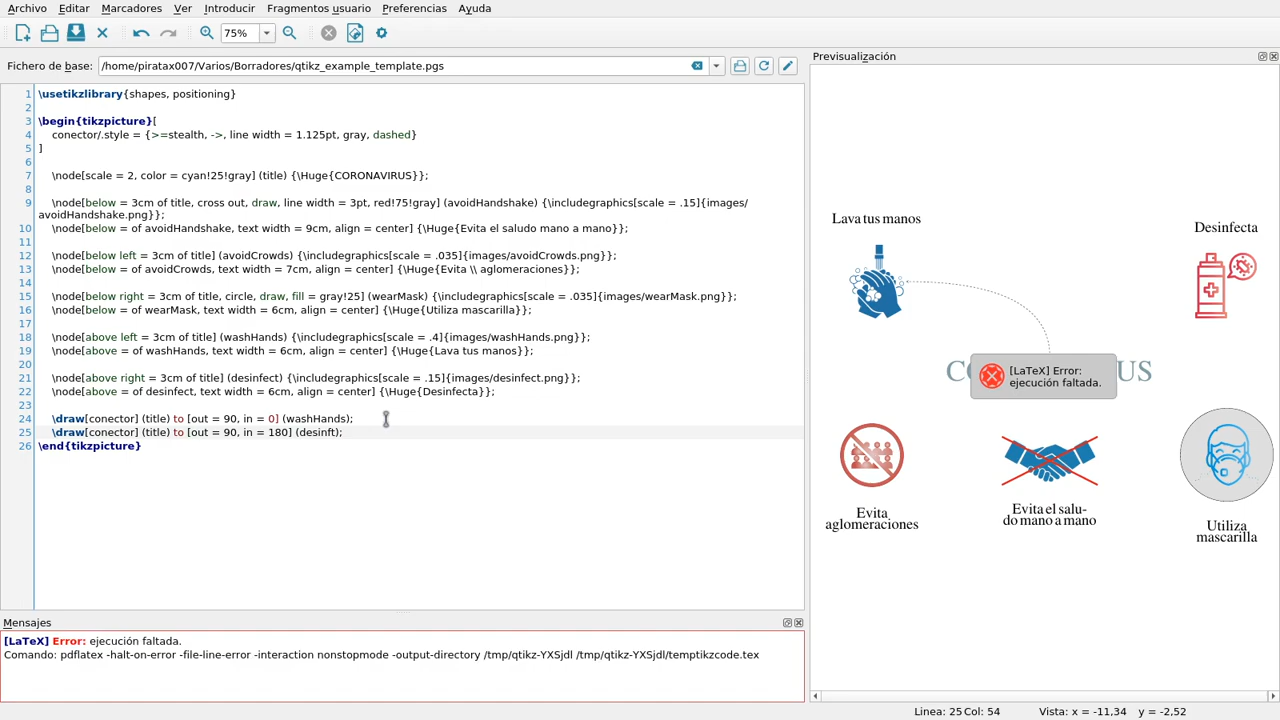 Archivo Editar Marcadores Ver Introducir Fragmentos usuario Preferencias Ayuda
75%
Fichero de base: /home/piratax007/Varios/Borradores/qtikz_example_template.pgs
1 \usetikzlibrary{shapes, positioning}
2
3 \begin{tikzpicture}[
4 conector/.style = {>=stealth, ->, line width = 1.125pt, gray, dashed}
5 ]
6
7 \node[scale = 2, color = cyan!25!gray] (title) {\Huge{CORONAVIRUS}};
8
9 \node[below = 3cm of title, cross out, draw, line width = 3pt, red!75!gray] (avoidHandshake) {\includegraphics[scale = .15]{images/
avoidHandshake.png}};
10 \node[below = of avoidHandshake, text width = 9cm, align = center] {\Huge{Evita el saludo mano a mano}};
11
12 \node[below left = 3cm of title] (avoidCrowds) {\includegraphics[scale = .035]{images/avoidCrowds.png}};
13 \node[below = of avoidCrowds, text width = 7cm, align = center] {\Huge{Evita \\ aglomeraciones}};
14
15 \node[below right = 3cm of title, circle, draw, fill = gray!25] (wearMask) {\includegraphics[scale = .035]{images/wearMask.png}};
16 \node[below = of wearMask, text width = 6cm, align = center] {\Huge{Utiliza mascarilla}};
17
18 \node[above left = 3cm of title] (washHands) {\includegraphics[scale = .4]{images/washHands.png}};
19 \node[above = of washHands, text width = 6cm, align = center] {\Huge{Lava tus manos}};
20
21 \node[above right = 3cm of title] (desinfect) {\includegraphics[scale = .15]{images/desinfect.png}};
22 \node[above = of desinfect, text width = 6cm, align = center] {\Huge{Desinfecta}};
23
24 \draw[conector] (title) to [out = 90, in = 0] (washHands);
25 \draw[conector] (title) to [out = 90, in = 180] (desinft);
26 \end{tikzpicture}
Mensajes
[LaTeX] Error: ejecución faltada.
Comando: pdflatex -halt-on-error -file-line-error -interaction nonstopmode -output-directory /tmp/qtikz-YXSjdl /tmp/qtikz-YXSjdl/temptikzcode.tex
Previsualización
Lava tus manos
Desinfecta
[LaTeX] Error:
ejecución faltada.
C US
Evita
aglomeraciones
Evita el salu-
do mano a mano
Utiliza
mascarilla
Linea: 25 Col: 54 Vista: x = -11,34 y = -2,52